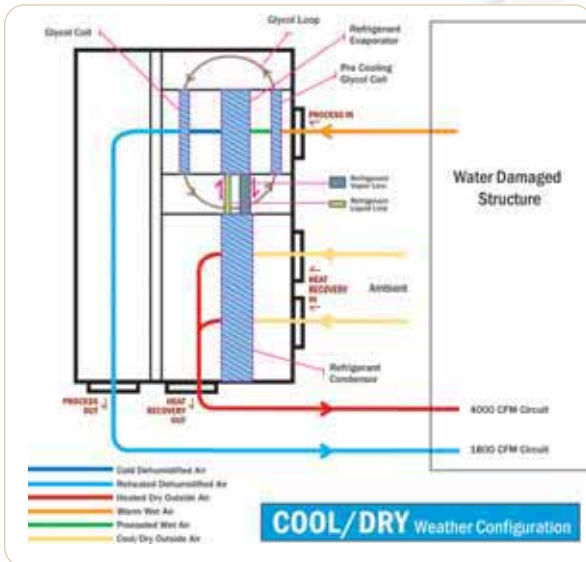 Glycol Coil
Glycol Loop
Refrigerant
Evaporator
Pre Cooling
Glycol Coil
PROCESS IN
Water Damaged
Structure
Refrigerant
Vapor Line
Refrigerant
Liquid Line
HEAT
RECOVERY
IN
Ambient
Refrigerant
Condensor
PROCESS
OUT
HEAT
RECOVERY
OUT
4000 CFM Circuit
1800 CFM Circuit
Cold Dehumidified Air
Reheated Dehumidified Air
Heated Dry Outside Air
Warm Wet Air
Precooled Wet Air
Cool/Dry Outside Air
COOL/DRY Weather Configuration